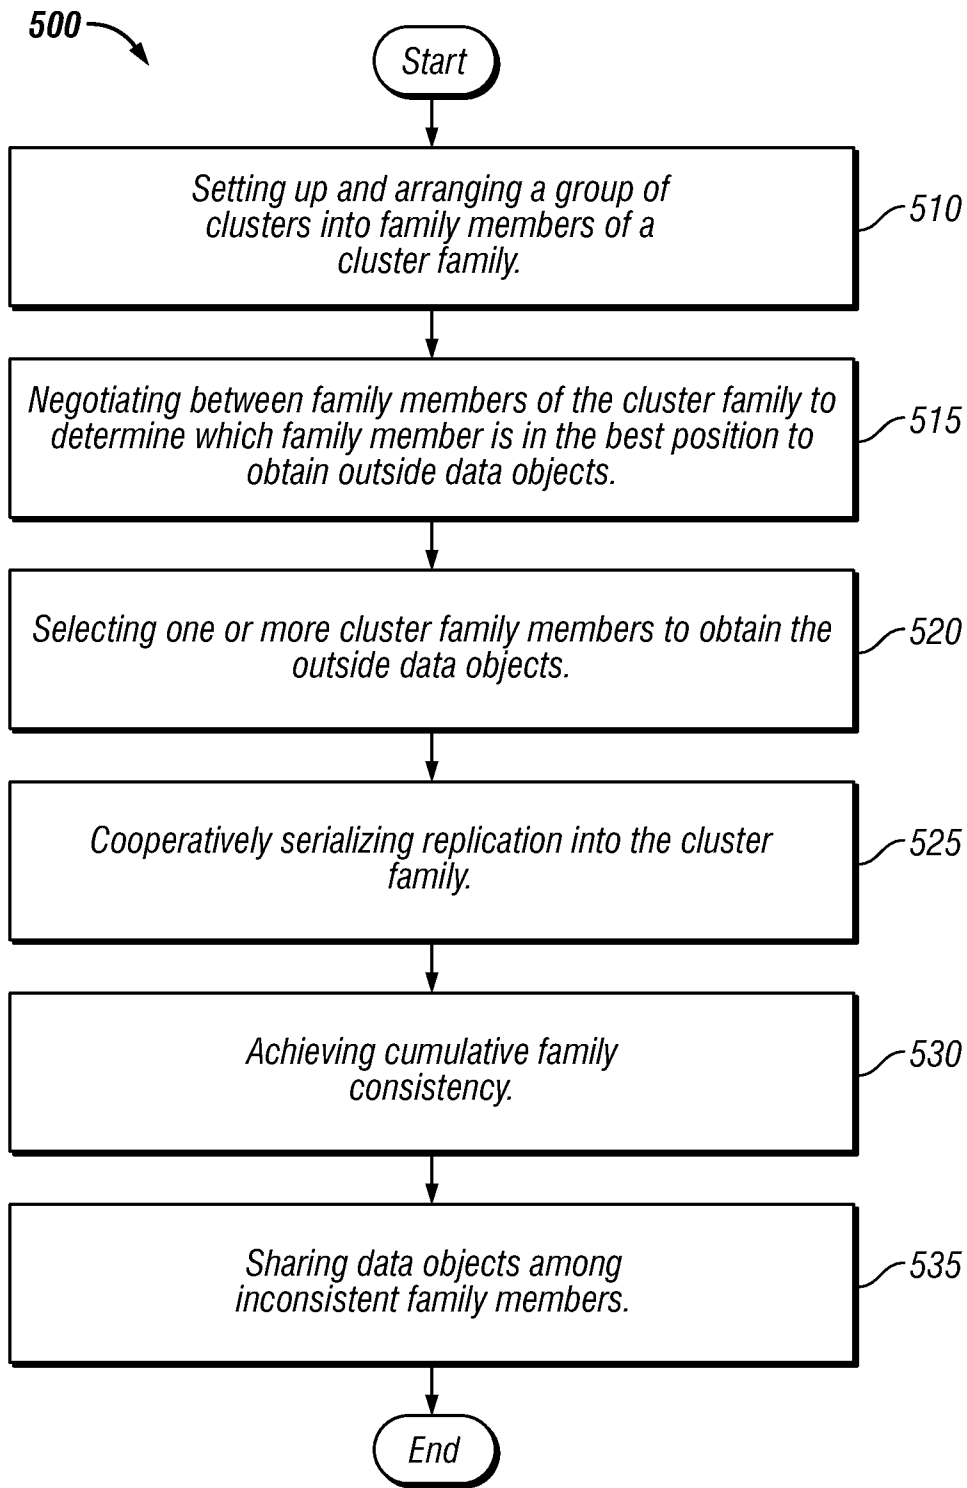 500
Start
Setting up and arranging a group of
clusters into family members of a
cluster family.
510
Negotiating between family members of the cluster family to
determine which family member is in the best position to
obtain outside data objects.
515
Selecting one or more cluster family members to obtain the
outside data objects.
520
Cooperatively serializing replication into the cluster
family.
525
Achieving cumulative family
consistency.
530
Sharing data objects among
inconsistent family members.
535
End